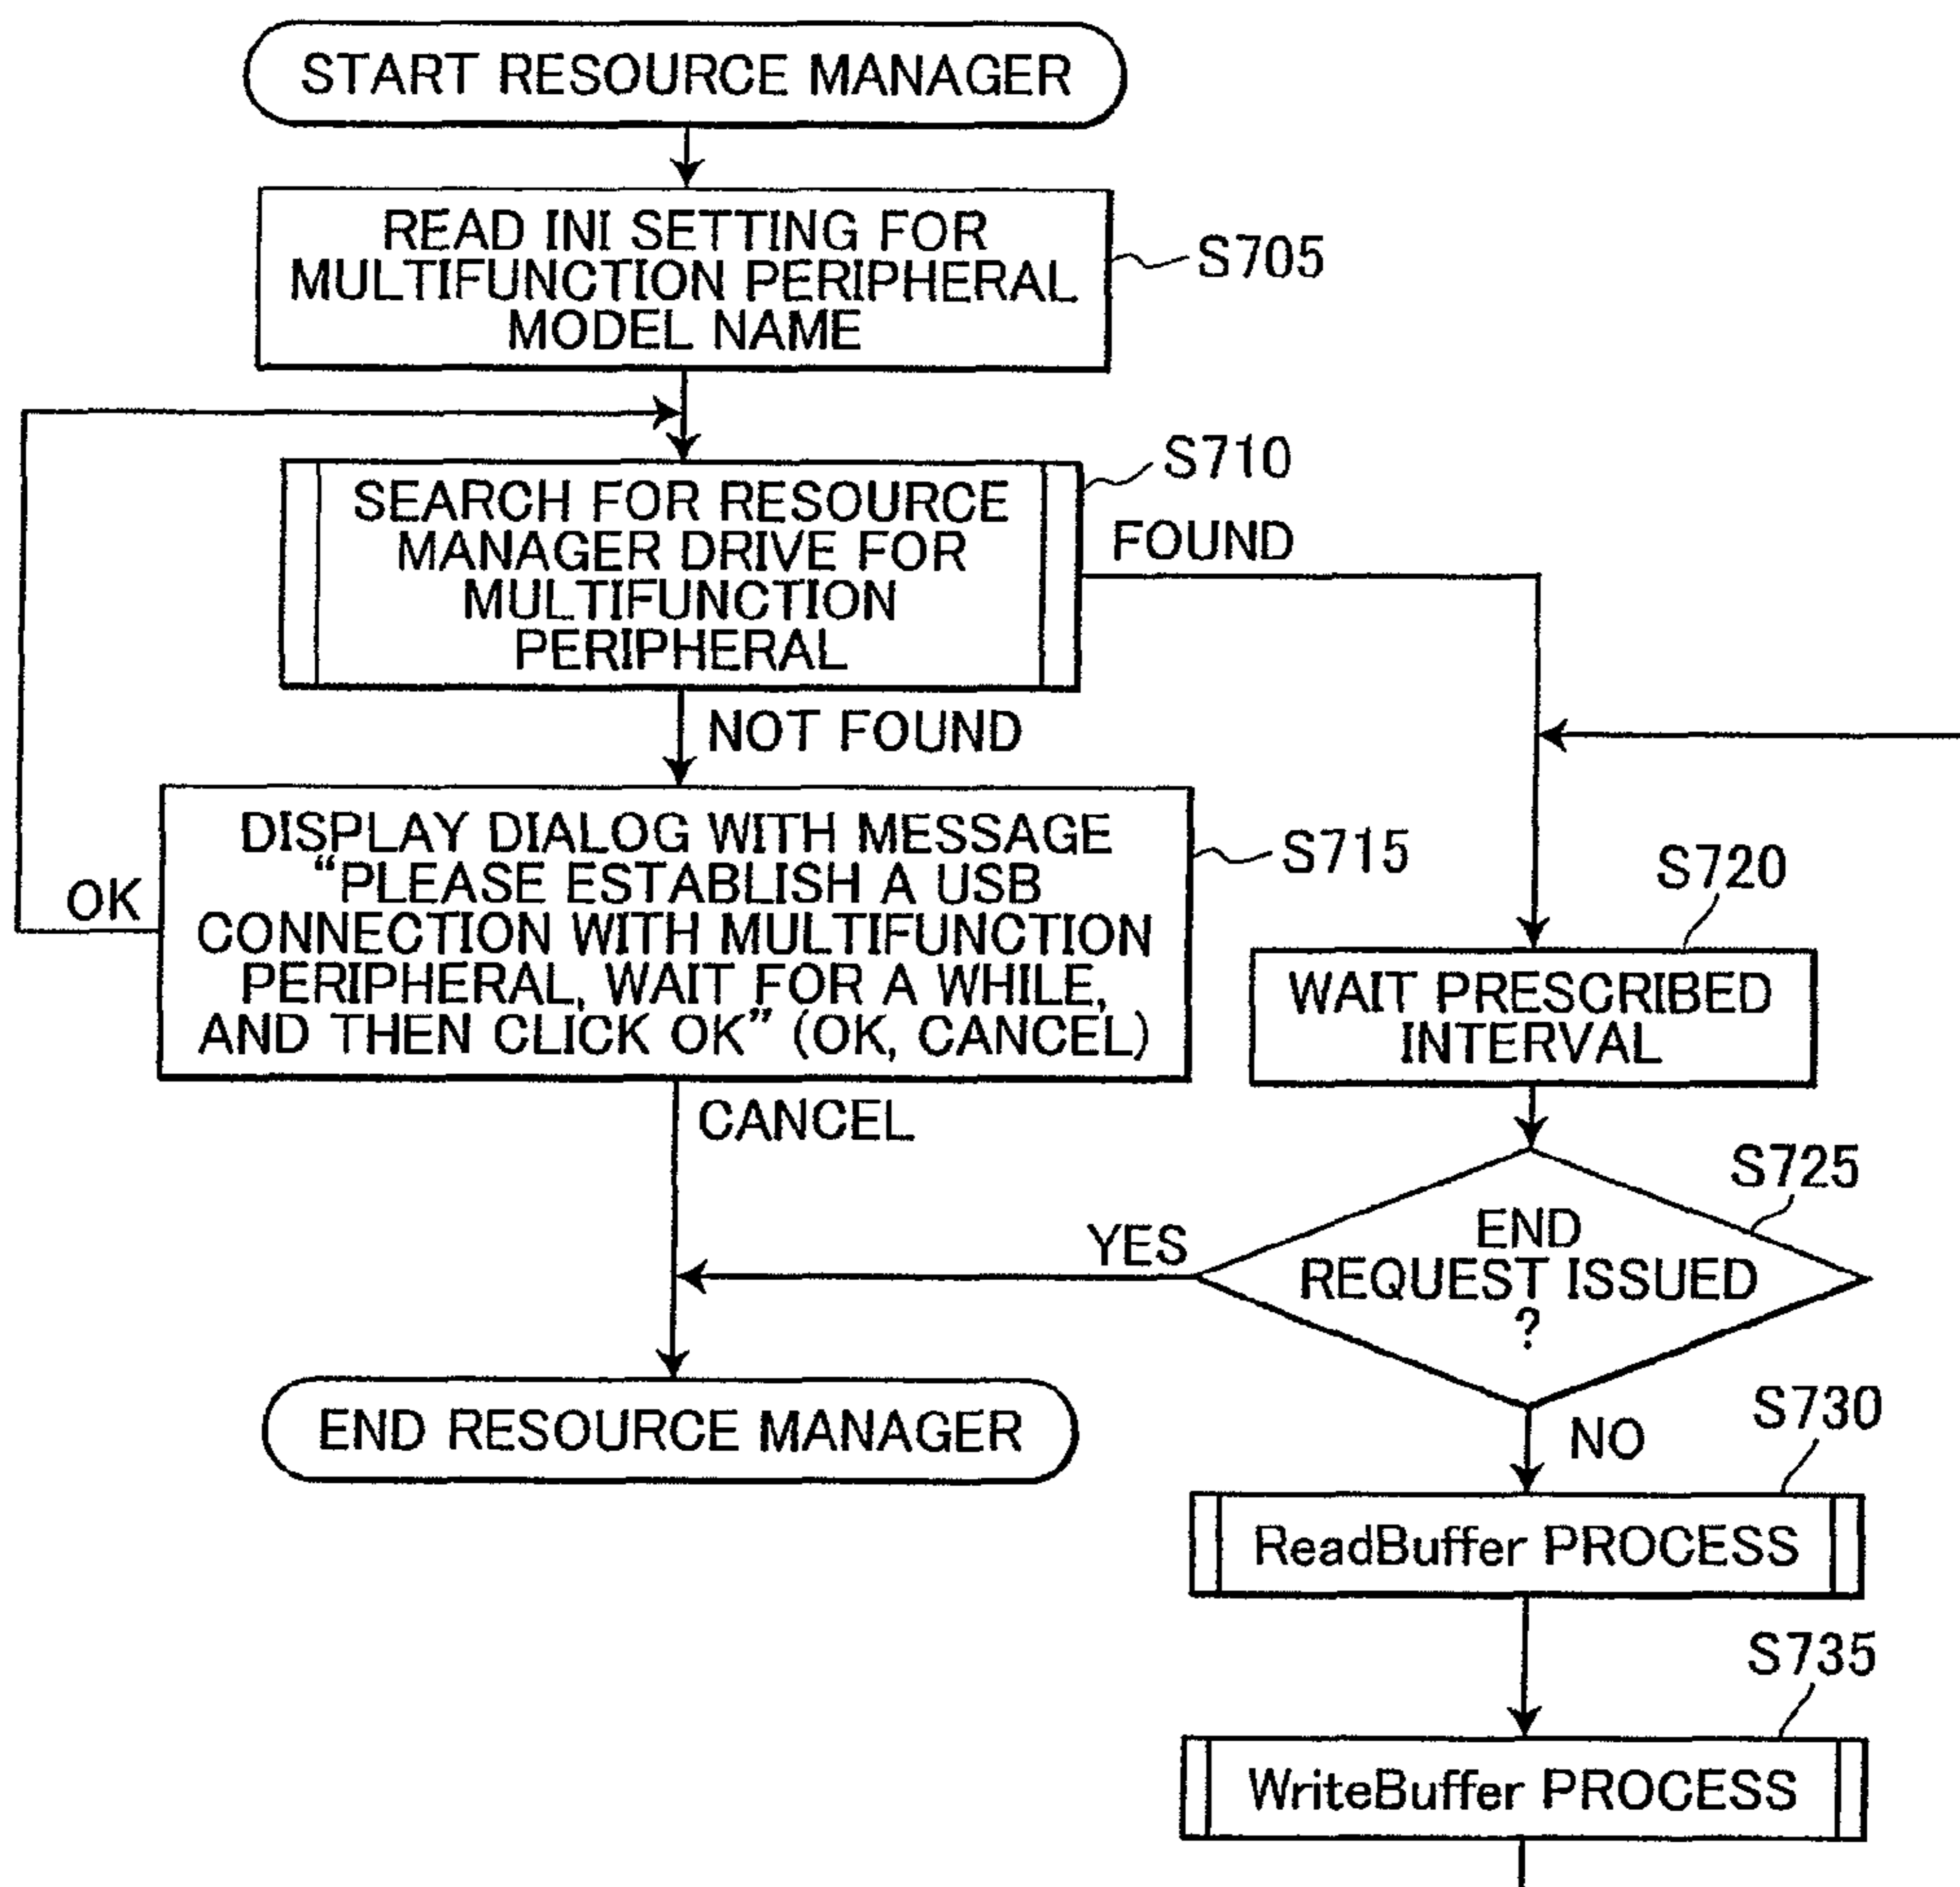 START RESOURCE MANAGER
READ INI SETTING FOR
MULTIFUNCTION PERIPHERAL
MODEL NAME
S705
S710
SEARCH FOR RESOURCE
MANAGER DRIVE FOR
MULTIFUNCTION
PERIPHERAL
FOUND
NOT FOUND
DISPLAY DIALOG WITH MESSAGE
“PLEASE ESTABLISH A USB
CONNECTION WITH MULTIFUNCTION
PERIPHERAL, WAIT FOR A WHILE,
AND THEN CLICK OK” (OK, CANCEL)
S715
OK
CANCEL
S720
WAIT PRESCRIBED
INTERVAL
S725
END
REQUEST ISSUED
?
YES
NO
END RESOURCE MANAGER
S730
ReadBuffer PROCESS
S735
WriteBuffer PROCESS